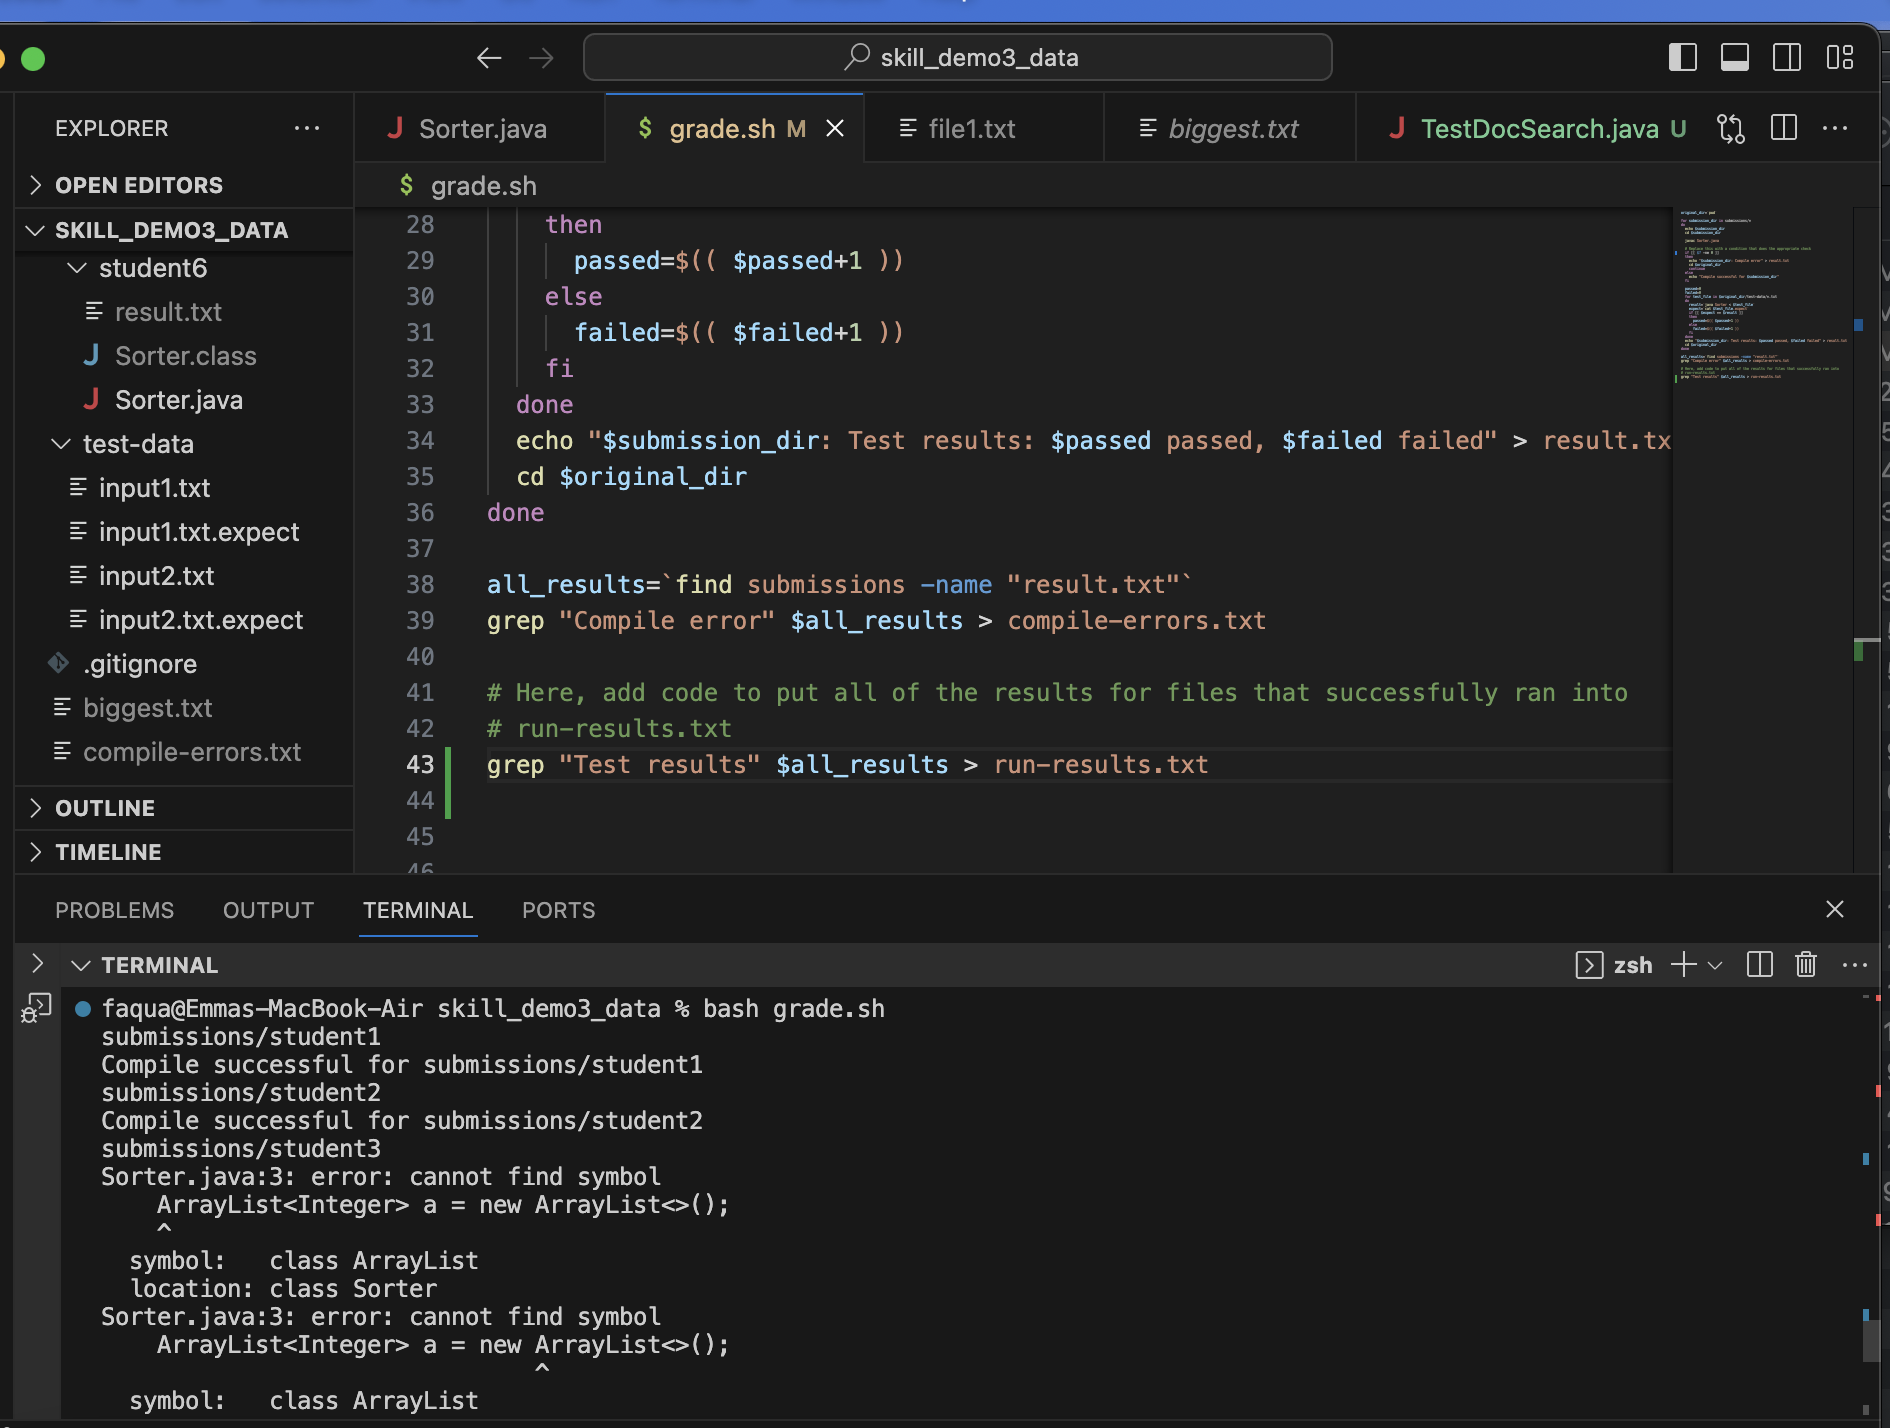 skill_demo3_data
EXPLORER
Sorter.java
grade.sh M
file1.txt
biggest.txt
TestDocSearch.java U
OPEN EDITORS
SKILL_DEMO3_DATA
student6
result.txt
Sorter.class
Sorter.java
test-data
input1.txt
input1.txt.expect
input2.txt
input2.txt.expect
.gitignore
biggest.txt
compile-errors.txt
OUTLINE
TIMELINE
$ grade.sh
28 then
29 passed=$(( $passed+1 ))
30 else
31 failed=$(( $failed+1 ))
32 fi
33 done
34 echo "$submission_dir: Test results: $passed passed, $failed failed" > result.tx
35 cd $original_dir
36 done
37
38 all_results=`find submissions -name "result.txt"`
39 grep "Compile error" $all_results > compile-errors.txt
40
41 # Here, add code to put all of the results for files that successfully ran into
42 # run-results.txt
43 grep "Test results" $all_results > run-results.txt
44
45
46
PROBLEMS OUTPUT TERMINAL PORTS
TERMINAL
zsh
faqua@Emmas-MacBook-Air skill_demo3_data % bash grade.sh
submissions/student1
Compile successful for submissions/student1
submissions/student2
Compile successful for submissions/student2
submissions/student3
Sorter.java:3: error: cannot find symbol
    ArrayList<Integer> a = new ArrayList<>();
    ^
  symbol:   class ArrayList
  location: class Sorter
Sorter.java:3: error: cannot find symbol
    ArrayList<Integer> a = new ArrayList<>();
                               ^
  symbol:   class ArrayList